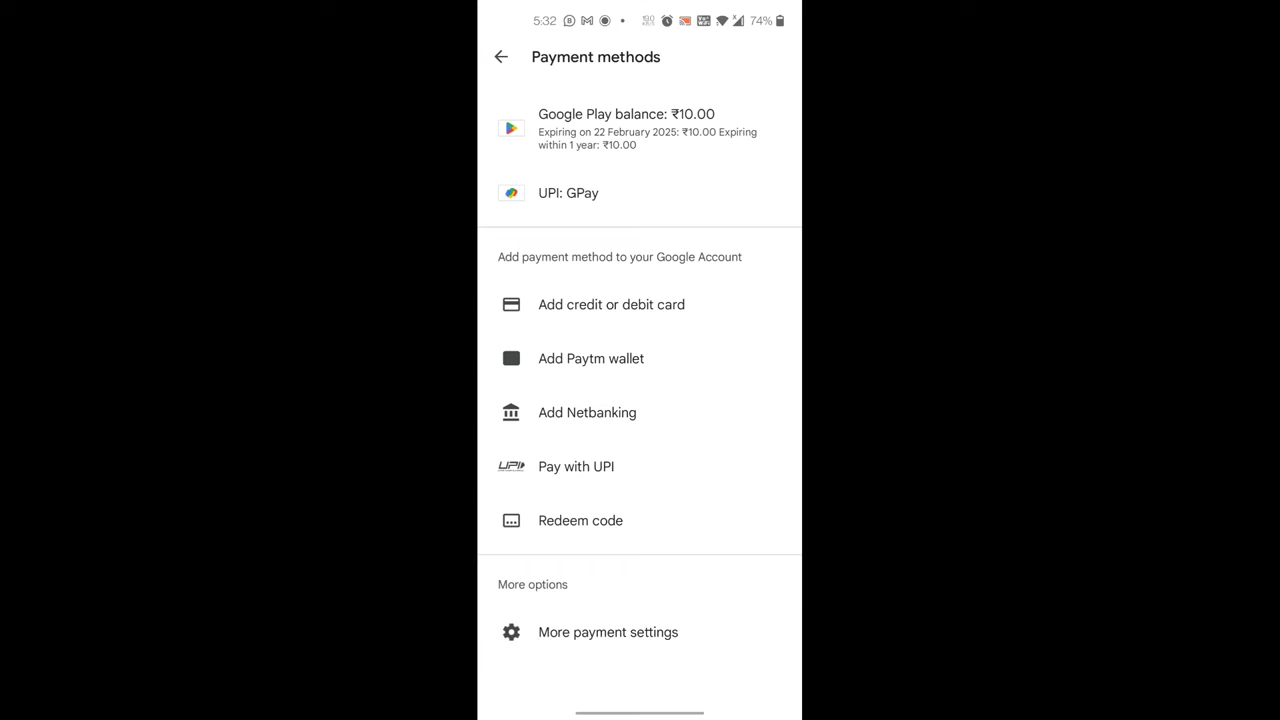 5:32 74%
Payment methods
Google Play balance: ₹10.00
Expiring on 22 February 2025: ₹10.00 Expiring
within 1 year: ₹10.00
UPI: GPay
Add payment method to your Google Account
Add credit or debit card
Add Paytm wallet
Add Netbanking
UPI Pay with UPI
Redeem code
More options
More payment settings